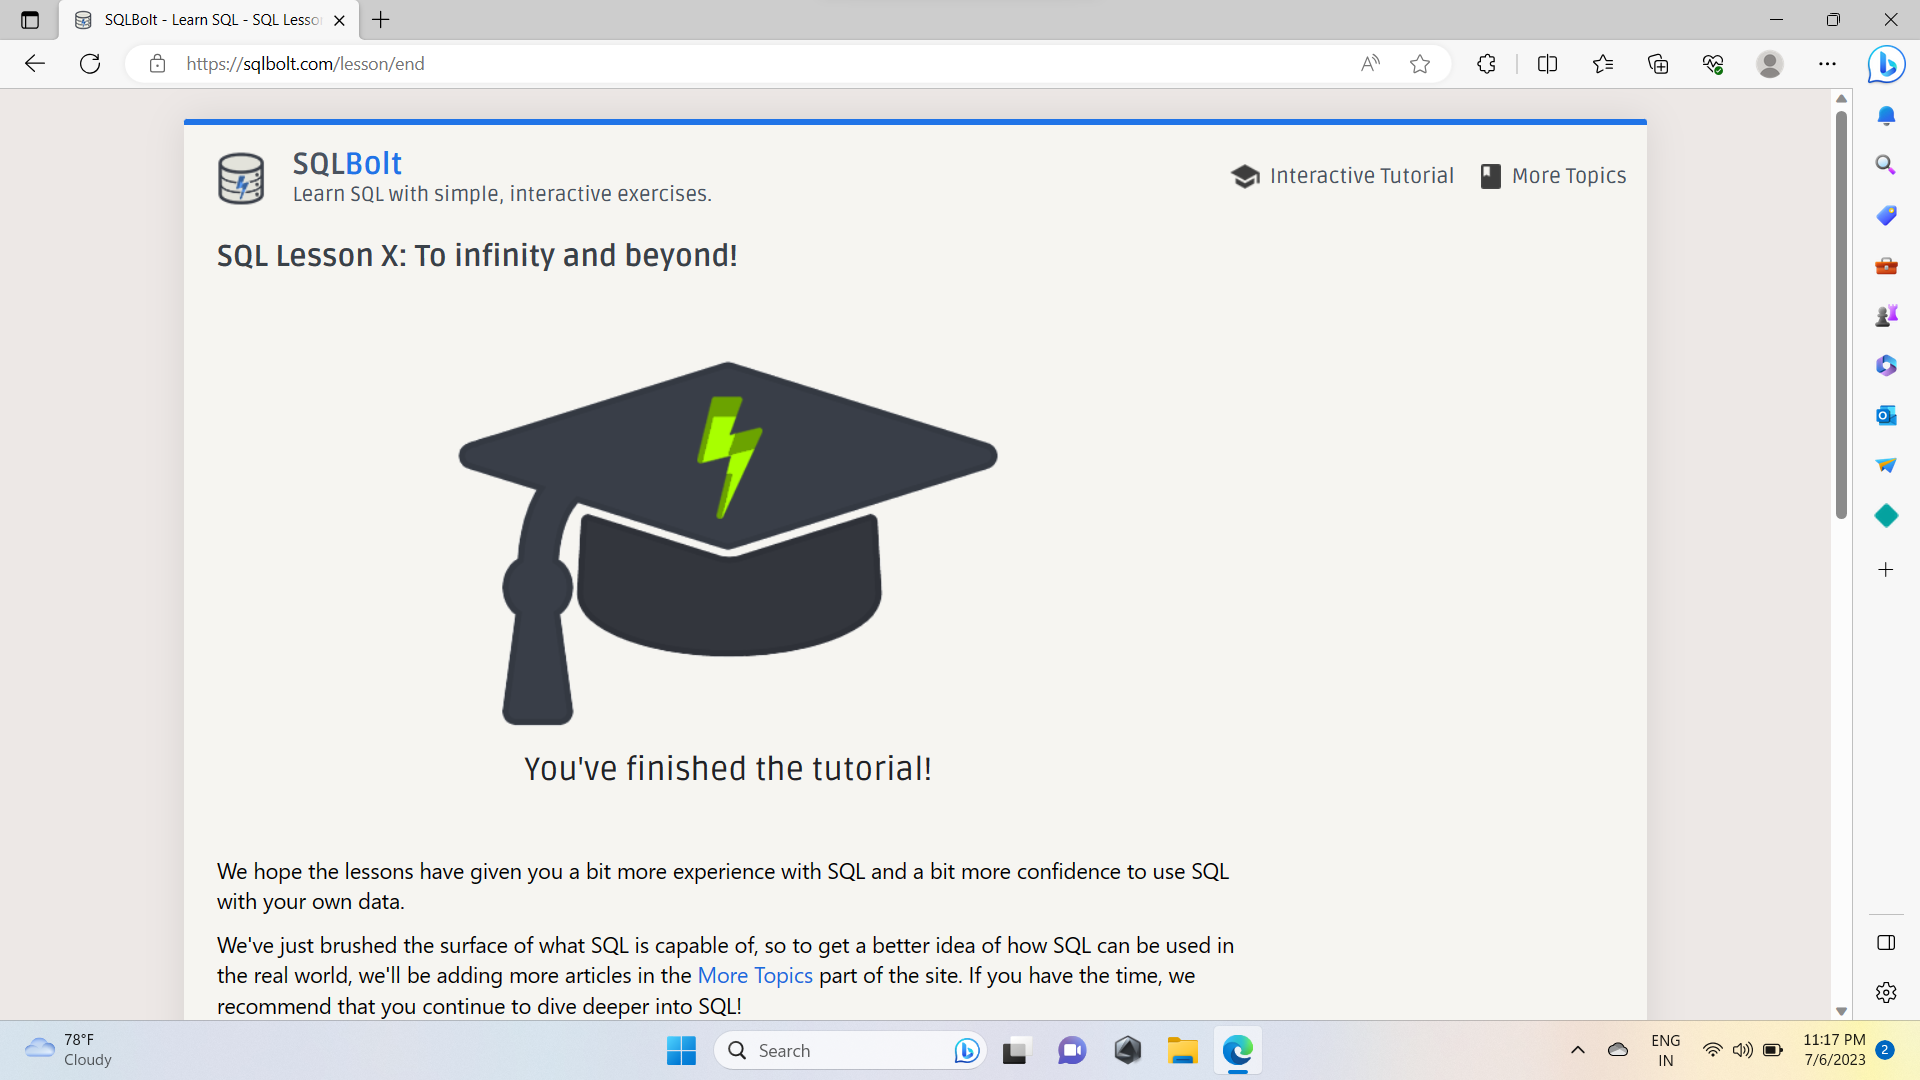 SQLBolt - Learn SQL - SQL Lesso
https://sqlbolt.com/lesson/end
SQLBolt
Learn SQL with simple, interactive exercises.
Interactive Tutorial
More Topics
SQL Lesson X: To infinity and beyond!
You've finished the tutorial!
We hope the lessons have given you a bit more experience with SQL and a bit more confidence to use SQL
with your own data.
We've just brushed the surface of what SQL is capable of, so to get a better idea of how SQL can be used in
the real world, we'll be adding more articles in the More Topics part of the site. If you have the time, we
recommend that you continue to dive deeper into SQL!
78°F
Cloudy
Search
ENG
IN
11:17 PM
7/6/2023
2